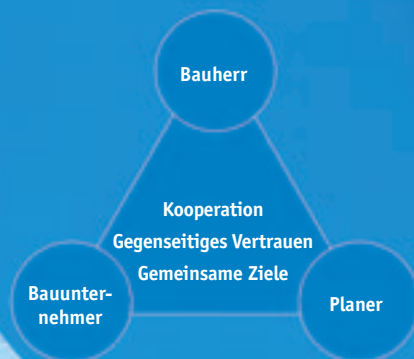 Bauherr
Kooperation
Gegenseitiges Vertrauen
Gemeinsame Ziele
Bauunter-
nehmer
Planer